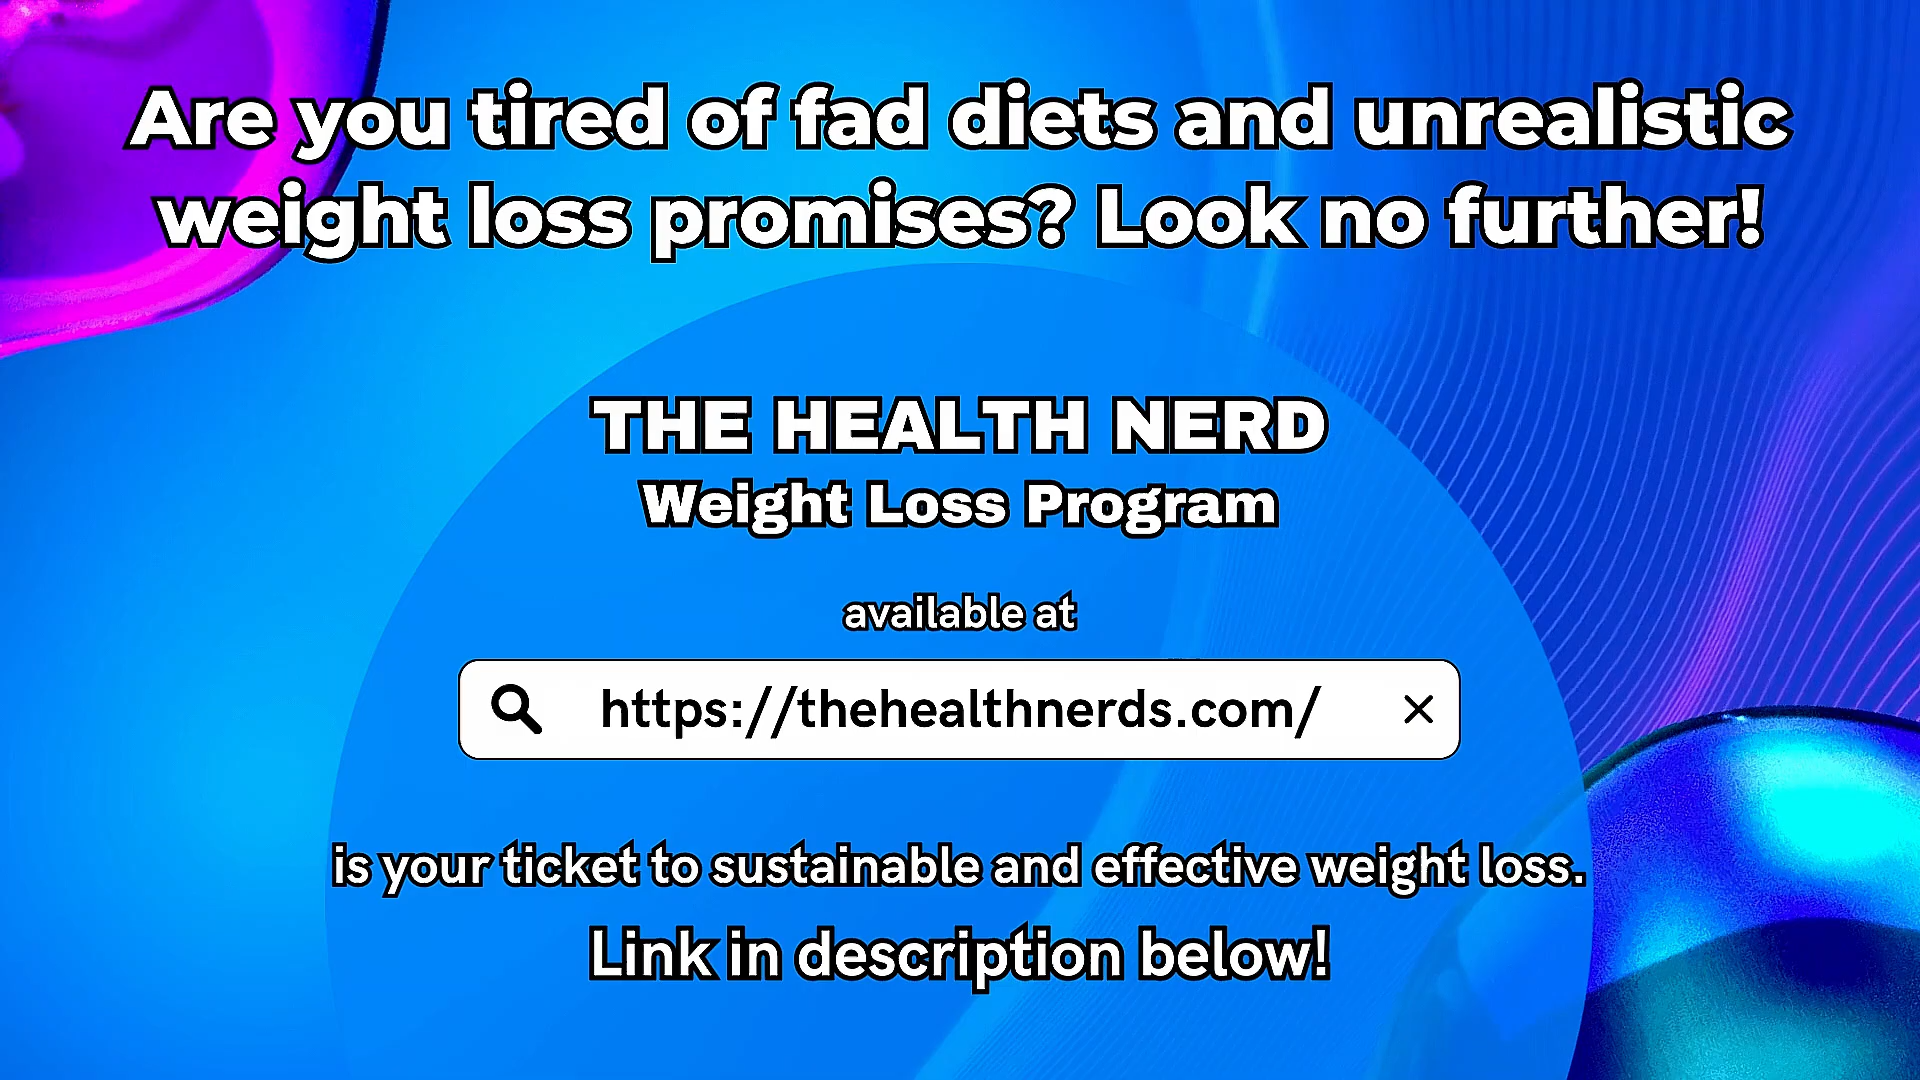 Are you tired of fad diets and unrealistic
weight loss promises? Look no further!
THE HEALTH NERD
Weight Loss Program
available at
https://thehealthnerds.com/
is your ticket to sustainable and effective weight loss.
Link in description below!